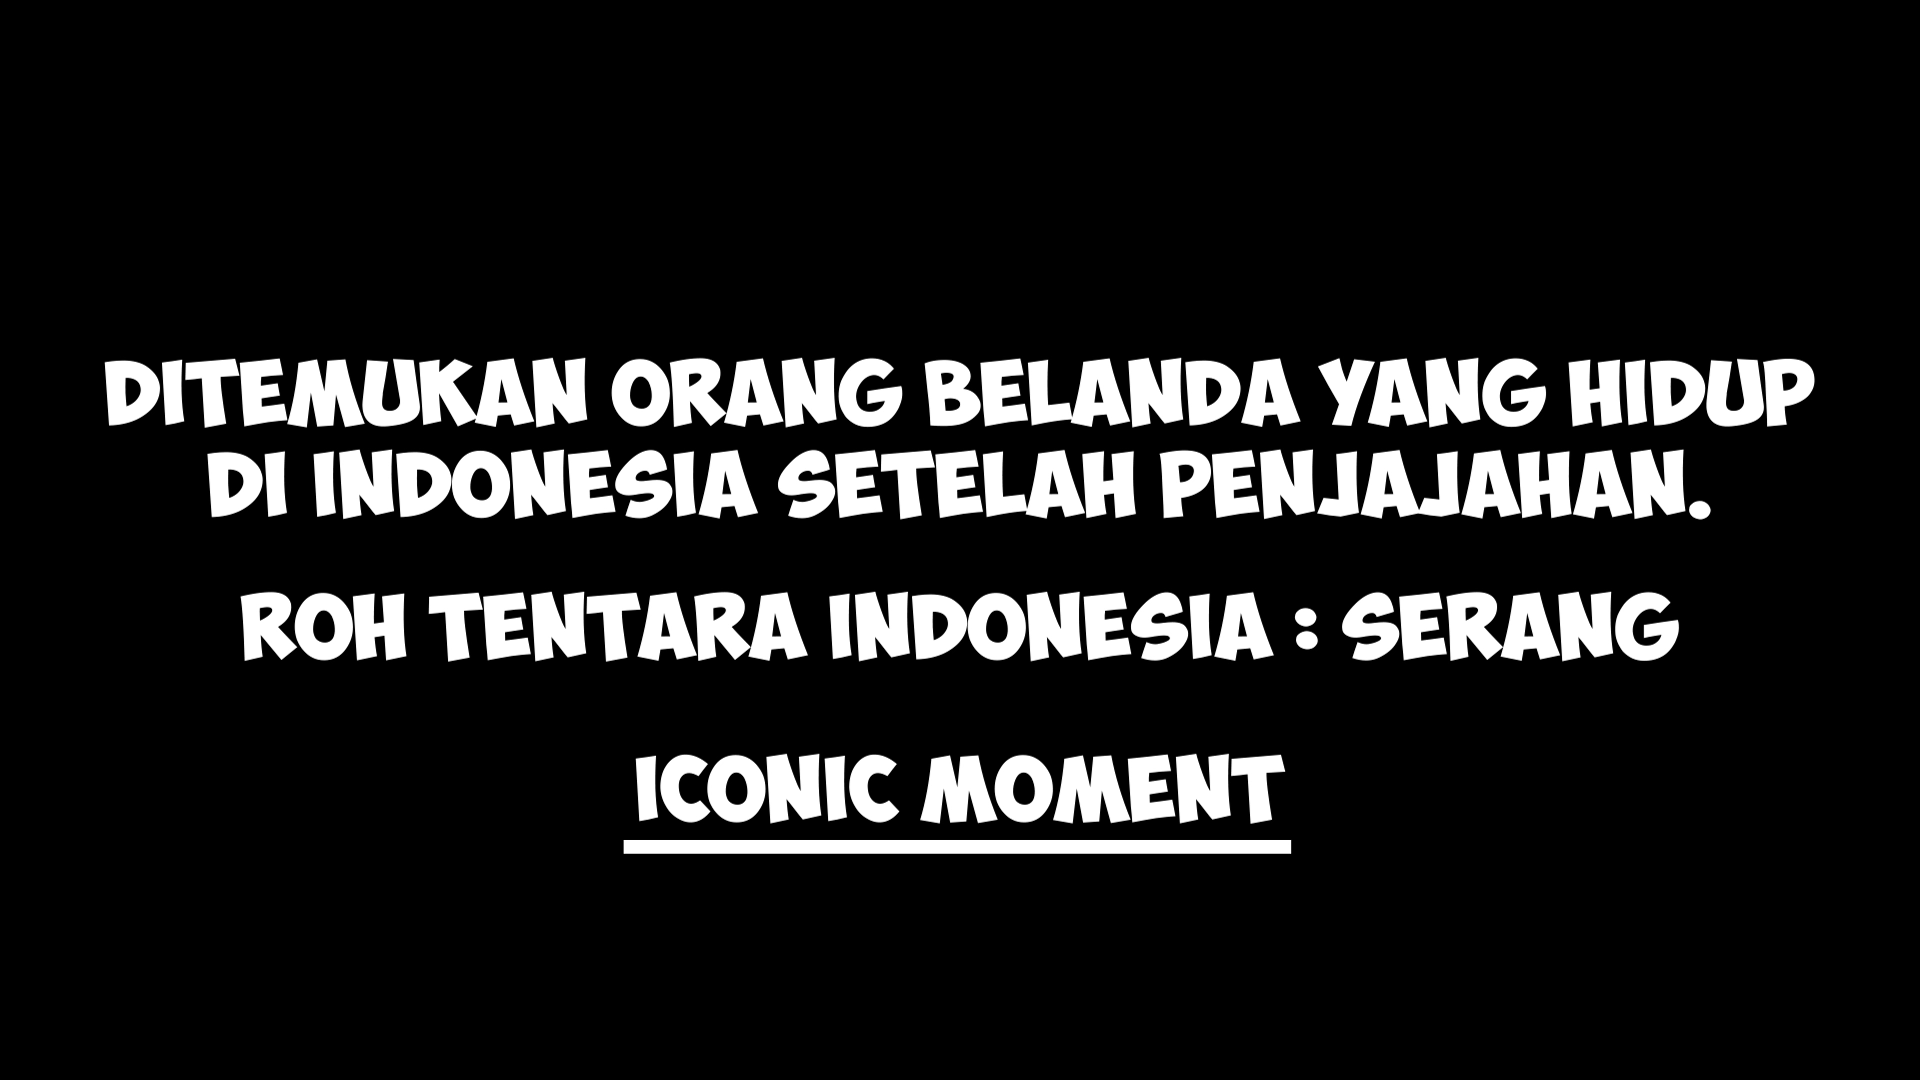 DITEMUKAN ORANG BELANDA YANG HIDUP
DI INDONESIA SETELAH PENJAJAHAN.
ROH TENTARA INDONESIA : SERANG
ICONIC MOMENT